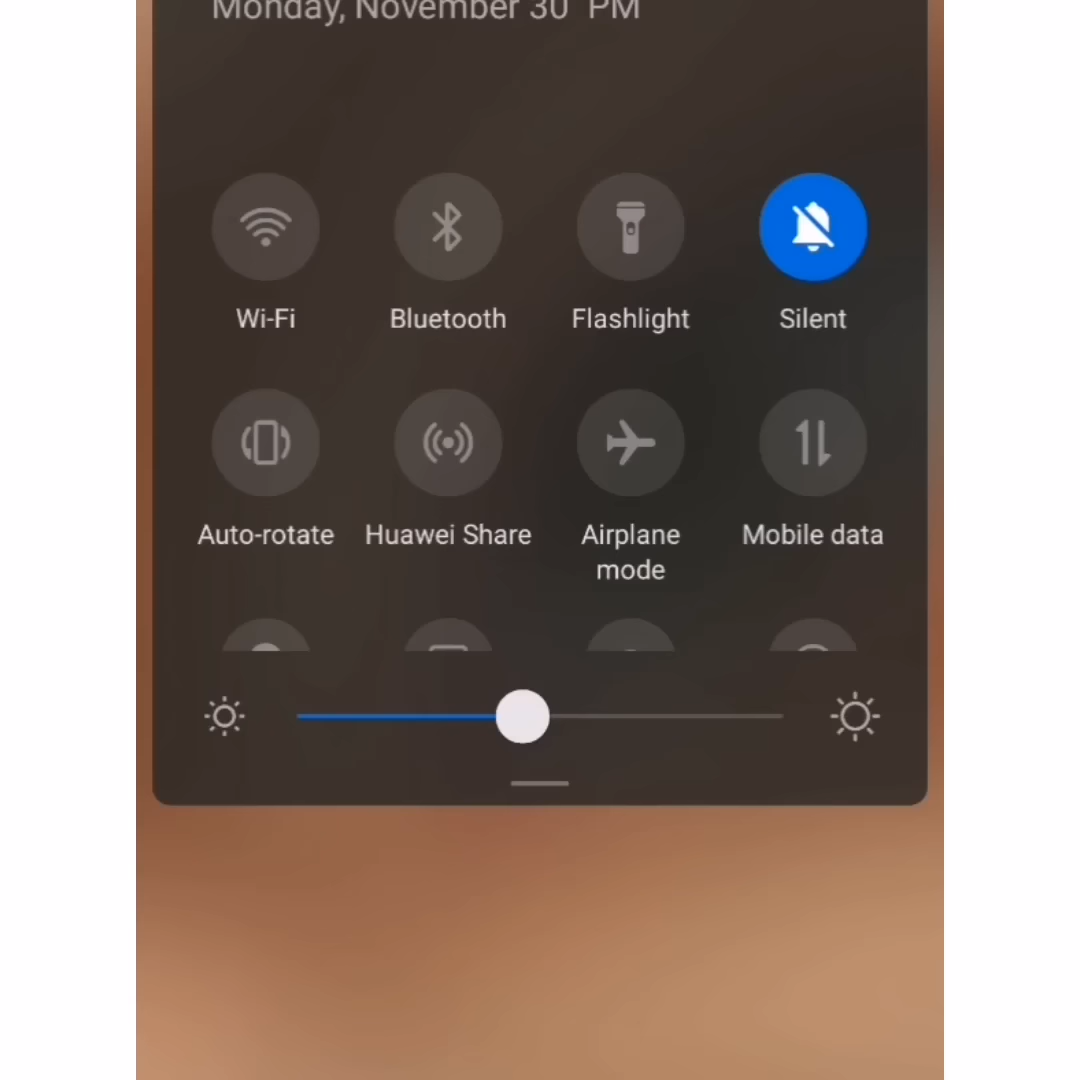 Monday, November 30 PM
Wi-Fi Bluetooth Flashlight Silent
Auto-rotate Huawei Share Airplane mode Mobile data